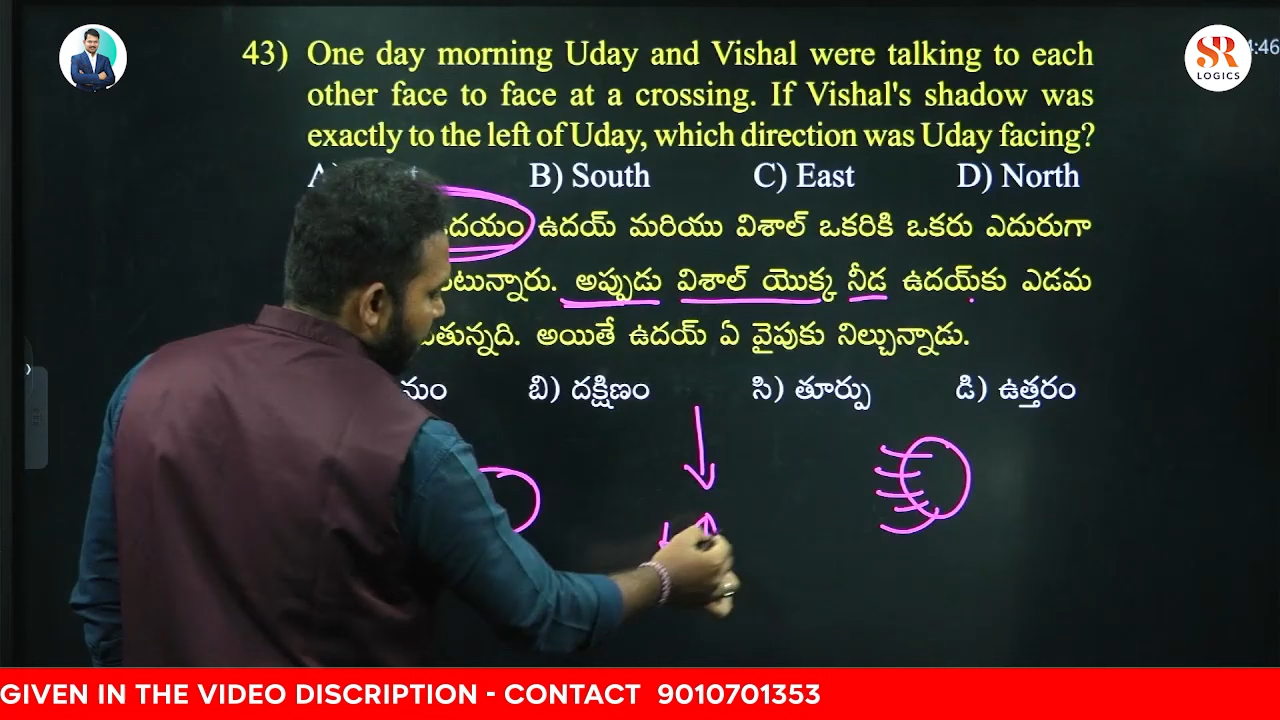 SR
LOGICS
4:46
43) One day morning Uday and Vishal were talking to each
other face to face at a crossing. If Vishal's shadow was
exactly to the left of Uday, which direction was Uday facing?
B) South C) East D) North
ఉదయ్ మరియు విశాల్ ఒకరికి ఒకరు ఎదురుగా
అప్పుడు విశాల్ యొక్క నీడ ఉదయ్‌కు ఎడమ
అయితే ఉదయ్ ఏ వైపుకు నిల్చున్నాడు.
బి) దక్షిణం సి) తూర్పు డి) ఉత్తరం
GIVEN IN THE VIDEO DISCRIPTION - CONTACT 9010701353